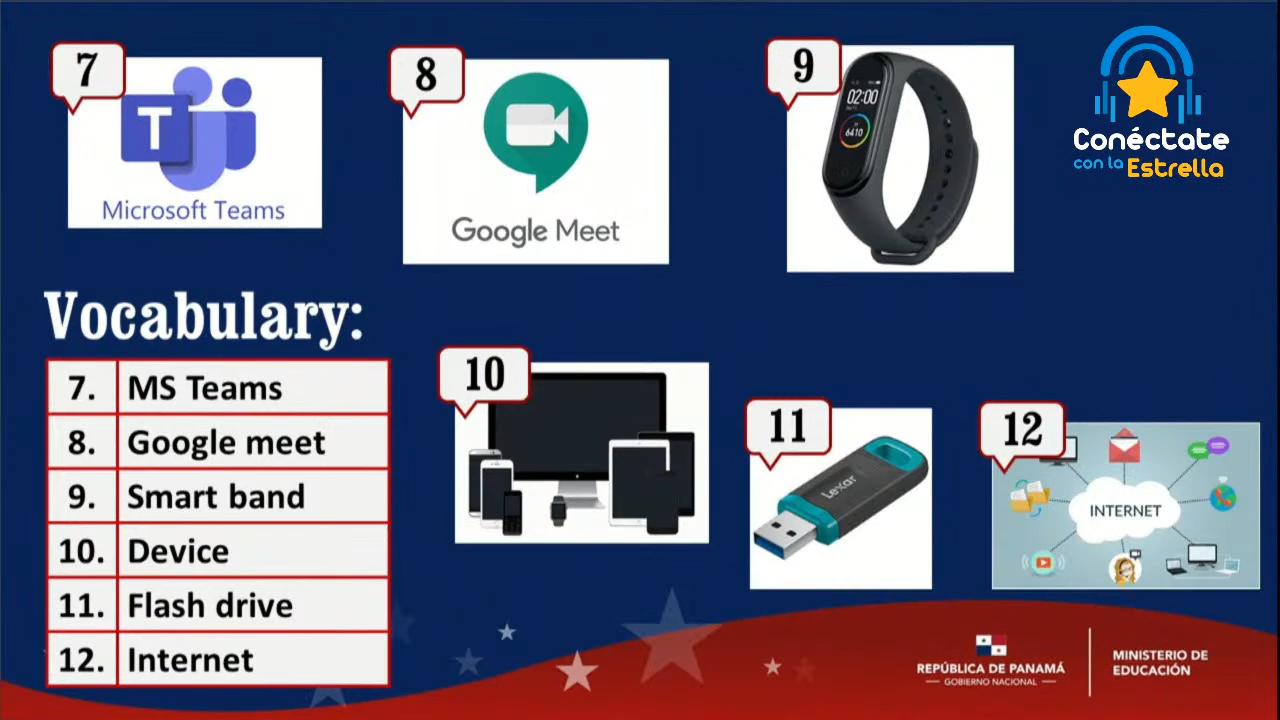 7
Microsoft Teams
8
Google Meet
9
02:00
6410
Conéctate
con la Estrella
Vocabulary:
7. MS Teams
8. Google meet
9. Smart band
10. Device
11. Flash drive
12. Internet
10
11
Lexar
12
INTERNET
REPÚBLICA DE PANAMÁ
GOBIERNO NACIONAL
MINISTERIO DE
EDUCACIÓN